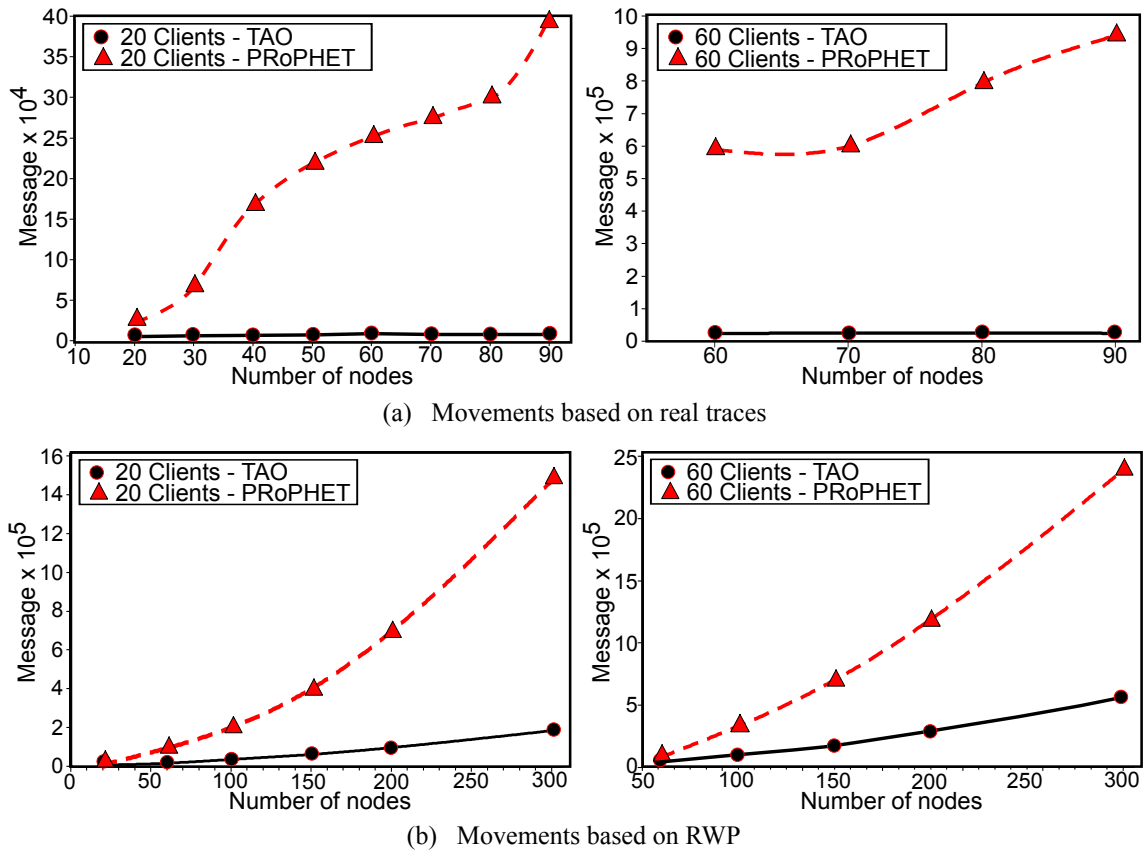 20 Clients - TAO
20 Clients - PRoPHET
Message x 10^4
40
35
30
25
20
15
10
5
0
10 20 30 40 50 60 70 80 90
Number of nodes
60 Clients - TAO
60 Clients - PRoPHET
Message x 10^5
10
9
8
7
6
5
4
3
2
1
0
60 70 80 90
Number of nodes
(a) Movements based on real traces
20 Clients - TAO
20 Clients - PRoPHET
Message x 10^5
16
14
12
10
8
6
4
2
0
0 50 100 150 200 250 300
Number of nodes
60 Clients - TAO
60 Clients - PRoPHET
Message x 10^5
25
20
15
10
5
0
50 100 150 200 250 300
Number of nodes
(b) Movements based on RWP